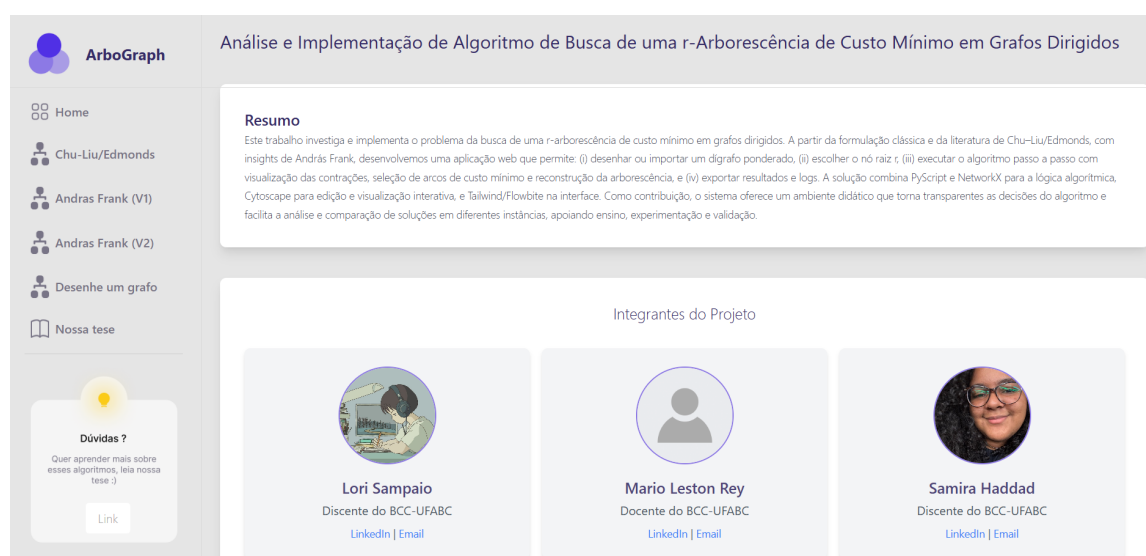 ArboGraph
Análise e Implementação de Algoritmo de Busca de uma r-Arborescência de Custo Mínimo em Grafos Dirigidos
Home
Chu-Liu/Edmonds
Andras Frank (V1)
Andras Frank (V2)
Desenhe um grafo
Nossa tese
Dúvidas ?
Quer aprender mais sobre
esses algoritmos, leia nossa
tese :)
Link
Resumo
Este trabalho investiga e implementa o problema da busca de uma r-arborescência de custo mínimo em grafos dirigidos. A partir da formulação clássica e da literatura de Chu–Liu/Edmonds, com
insights de András Frank, desenvolvemos uma aplicação web que permite: (i) desenhar ou importar um dígrafo ponderado, (ii) escolher o nó raiz r, (iii) executar o algoritmo passo a passo com
visualização das contrações, seleção de arcos de custo mínimo e reconstrução da arborescência, e (iv) exportar resultados e logs. A solução combina PyScript e NetworkX para a lógica algorítmica,
Cytoscape para edição e visualização interativa, e Tailwind/Flowbite na interface. Como contribuição, o sistema oferece um ambiente didático que torna transparentes as decisões do algoritmo e
facilita a análise e comparação de soluções em diferentes instâncias, apoiando ensino, experimentação e validação.
Integrantes do Projeto
Lori Sampaio
Discente do BCC-UFABC
LinkedIn | Email
Mario Leston Rey
Docente do BCC-UFABC
LinkedIn | Email
Samira Haddad
Discente do BCC-UFABC
LinkedIn | Email